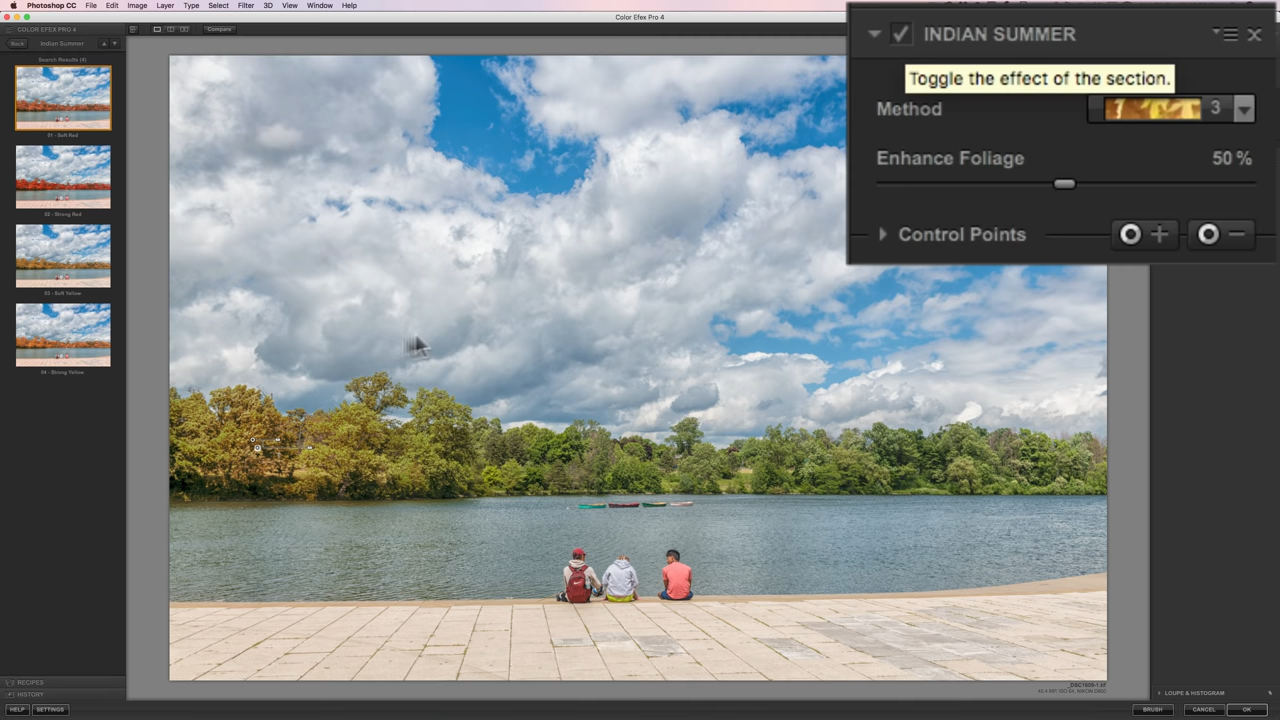 Photoshop CC File Edit Image Layer Type Select Filter 3D View Window Help
Color Efex Pro 4
COLOR EFEX PRO 4
Compare
Back Indian Summer
Search Results (4)
01 - Soft Red
02 - Strong Red
03 - Soft Yellow
04 - Strong Yellow
INDIAN SUMMER
Toggle the effect of the section.
Method 3
Enhance Foliage 50 %
Control Points
RECIPES
HISTORY
LOUPE & HISTOGRAM
HELP SETTINGS
BRUSH CANCEL OK